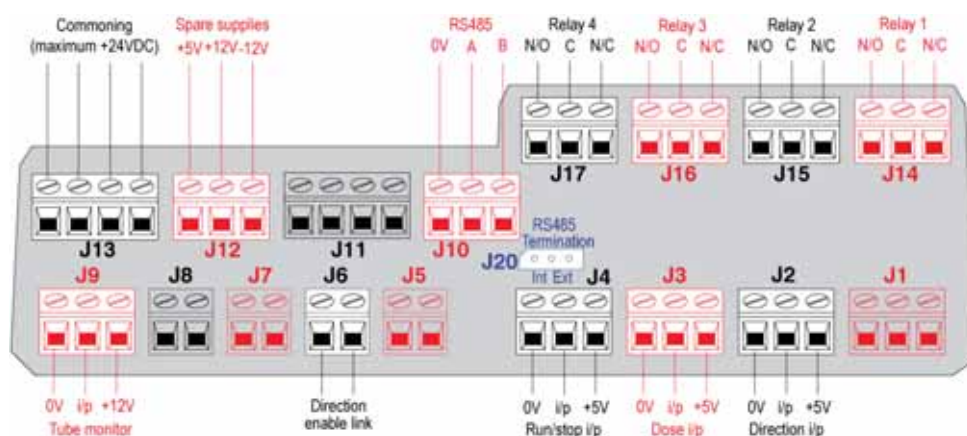 Commoning
(maximum +24VDC)
Spare supplies
+5V +12V -12V
RS485
0V A B
Relay 4
N/O C N/C
Relay 3
N/O C N/C
Relay 2
N/O C N/C
Relay 1
N/O C N/C
J17 J16 J15 J14
J13 J12 J11 J10
RS485
Termination
J20
Int Ext
J9 J8 J7 J6 J5 J4 J3 J2 J1
0V i/p +12V
Tube monitor
Direction
enable link
0V i/p +5V
Run/stop i/p
0V i/p +5V
Dose i/p
0V i/p +5V
Direction i/p